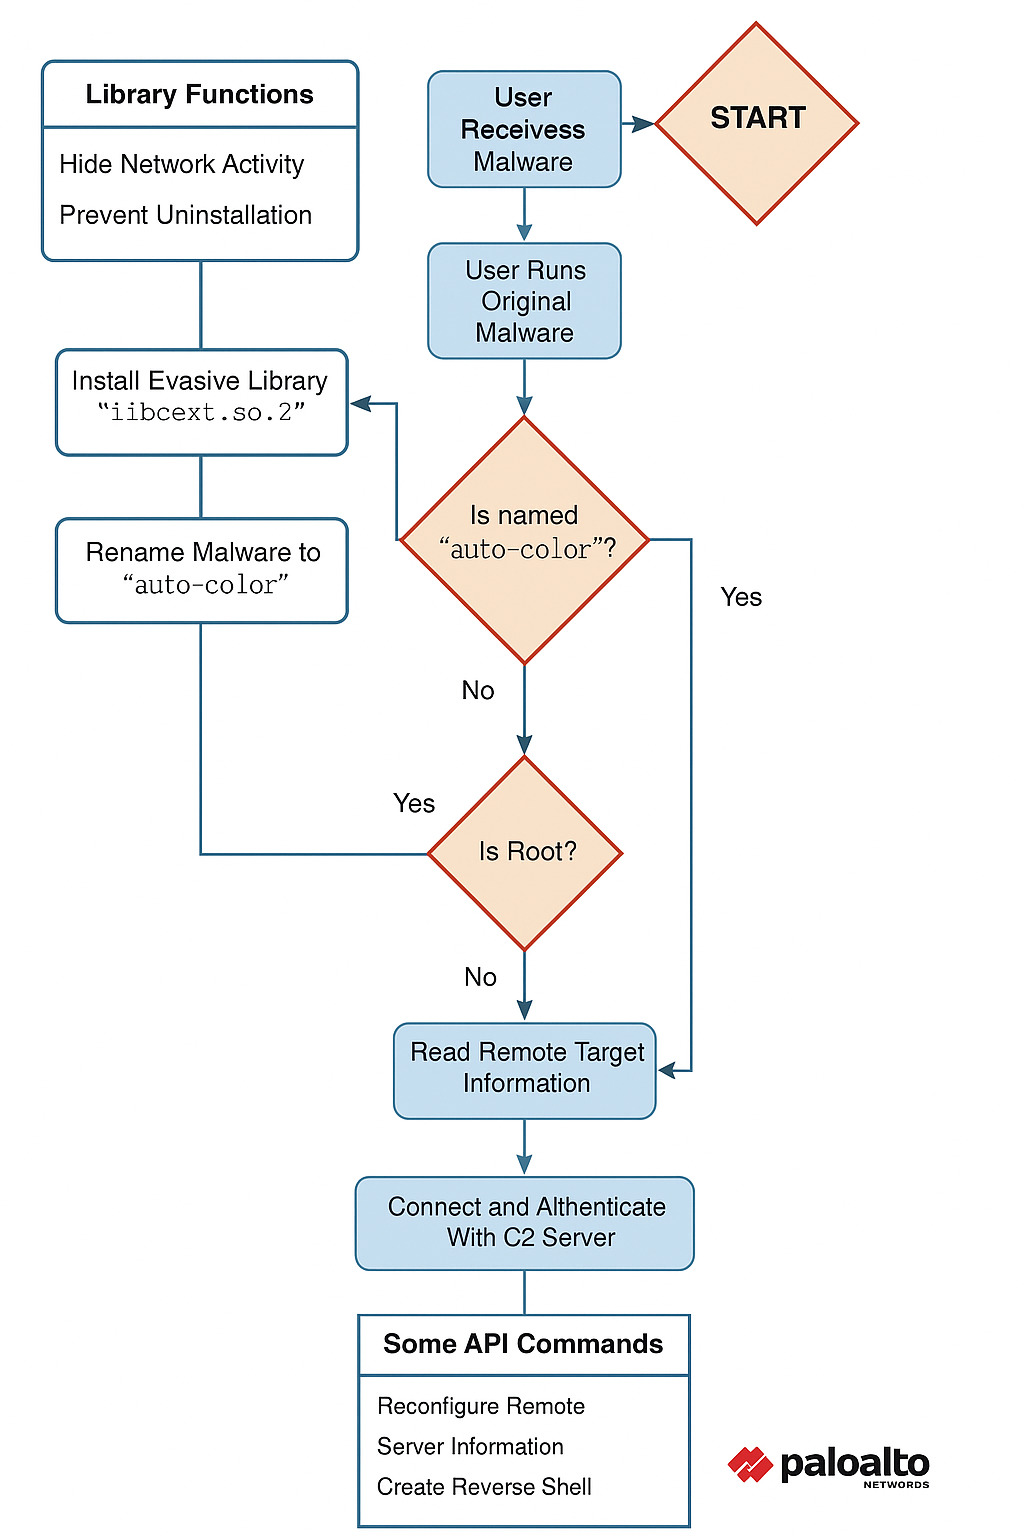 Library Functions
Hide Network Activity
Prevent Uninstallation
User
Receivess
Malware
START
User Runs
Original
Malware
Install Evasive Library
“iibcext.so.2”
Is named
“auto-color”?
Rename Malware to
“auto-color”
Yes
No
Yes
Is Root?
No
Read Remote Target
Information
Connect and Althenticate
With C2 Server
Some API Commands
Reconfigure Remote
Server Information
Create Reverse Shell
paloalto
NETWORDS